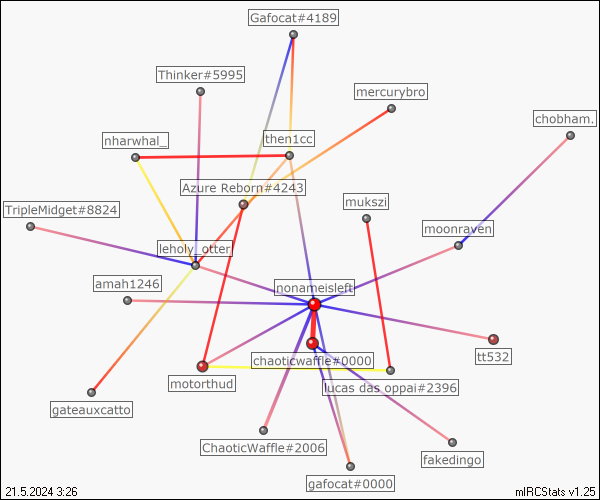 Gafocat#4189
Thinker#5995
mercurybro
chobham.
nharwhal_
then1cc
Azure Reborn#4243
mukszi
TripleMidget#8824
moonraven
leholy_otter
amah1246
nonameisleft
tt532
chaoticwaffle#0000
motorthud
lucas das oppai#2396
gateauxcatto
ChaoticWaffle#2006
fakedingo
gafocat#0000
21.5.2024 3:26
mIRCStats v1.25